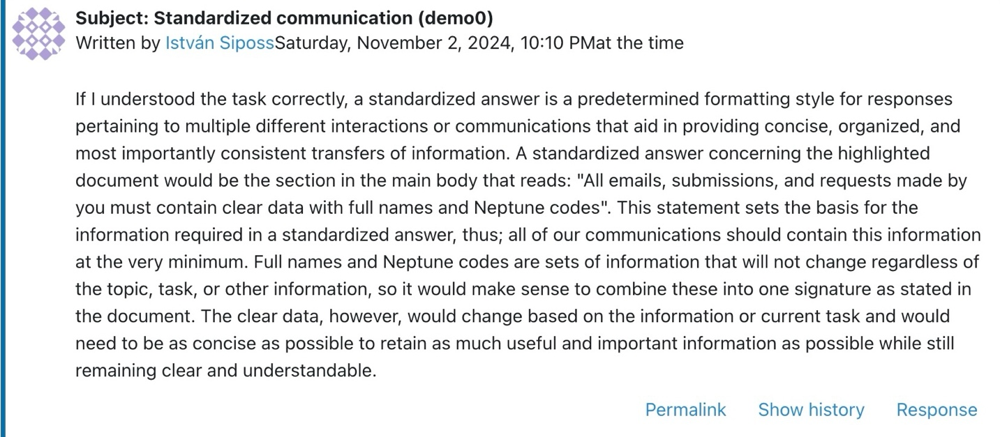 Subject: Standardized communication (demo0)
Written by István SipossSaturday, November 2, 2024, 10:10 PMat the time
If I understood the task correctly, a standardized answer is a predetermined formatting style for responses
pertaining to multiple different interactions or communications that aid in providing concise, organized, and
most importantly consistent transfers of information. A standardized answer concerning the highlighted
document would be the section in the main body that reads: "All emails, submissions, and requests made by
you must contain clear data with full names and Neptune codes". This statement sets the basis for the
information required in a standardized answer, thus; all of our communications should contain this information
at the very minimum. Full names and Neptune codes are sets of information that will not change regardless of
the topic, task, or other information, so it would make sense to combine these into one signature as stated in
the document. The clear data, however, would change based on the information or current task and would
need to be as concise as possible to retain as much useful and important information as possible while still
remaining clear and understandable.
Permalink Show history Response